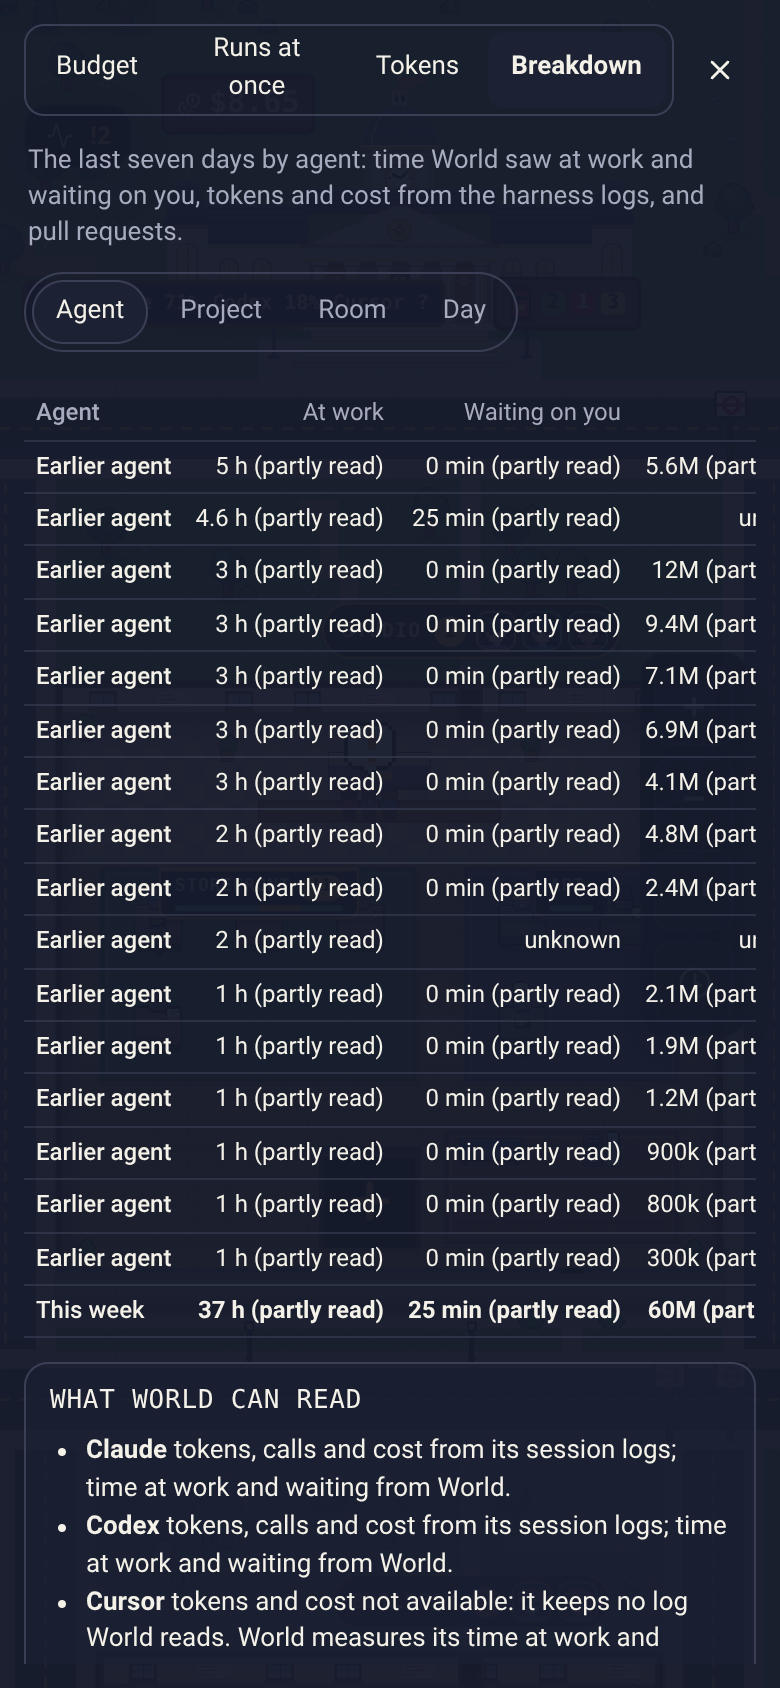 Budget Runs at once Tokens Breakdown
The last seven days by agent: time World saw at work and
waiting on you, tokens and cost from the harness logs, and
pull requests.
Agent Project Room Day
Agent At work Waiting on you
Earlier agent 5 h (partly read) 0 min (partly read) 5.6M (part
Earlier agent 4.6 h (partly read) 25 min (partly read)
Earlier agent 3 h (partly read) 0 min (partly read) 12M (part
Earlier agent 3 h (partly read) 0 min (partly read) 9.4M (part
Earlier agent 3 h (partly read) 0 min (partly read) 7.1M (part
Earlier agent 3 h (partly read) 0 min (partly read) 6.9M (part
Earlier agent 3 h (partly read) 0 min (partly read) 4.1M (part
Earlier agent 2 h (partly read) 0 min (partly read) 4.8M (part
Earlier agent 2 h (partly read) 0 min (partly read) 2.4M (part
Earlier agent 2 h (partly read) unknown
Earlier agent 1 h (partly read) 0 min (partly read) 2.1M (part
Earlier agent 1 h (partly read) 0 min (partly read) 1.9M (part
Earlier agent 1 h (partly read) 0 min (partly read) 1.2M (part
Earlier agent 1 h (partly read) 0 min (partly read) 900k (part
Earlier agent 1 h (partly read) 0 min (partly read) 800k (part
Earlier agent 1 h (partly read) 0 min (partly read) 300k (part
This week 37 h (partly read) 25 min (partly read) 60M (part
WHAT WORLD CAN READ
• Claude tokens, calls and cost from its session logs;
time at work and waiting from World.
• Codex tokens, calls and cost from its session logs; time
at work and waiting from World.
• Cursor tokens and cost not available: it keeps no log
World reads. World measures its time at work and